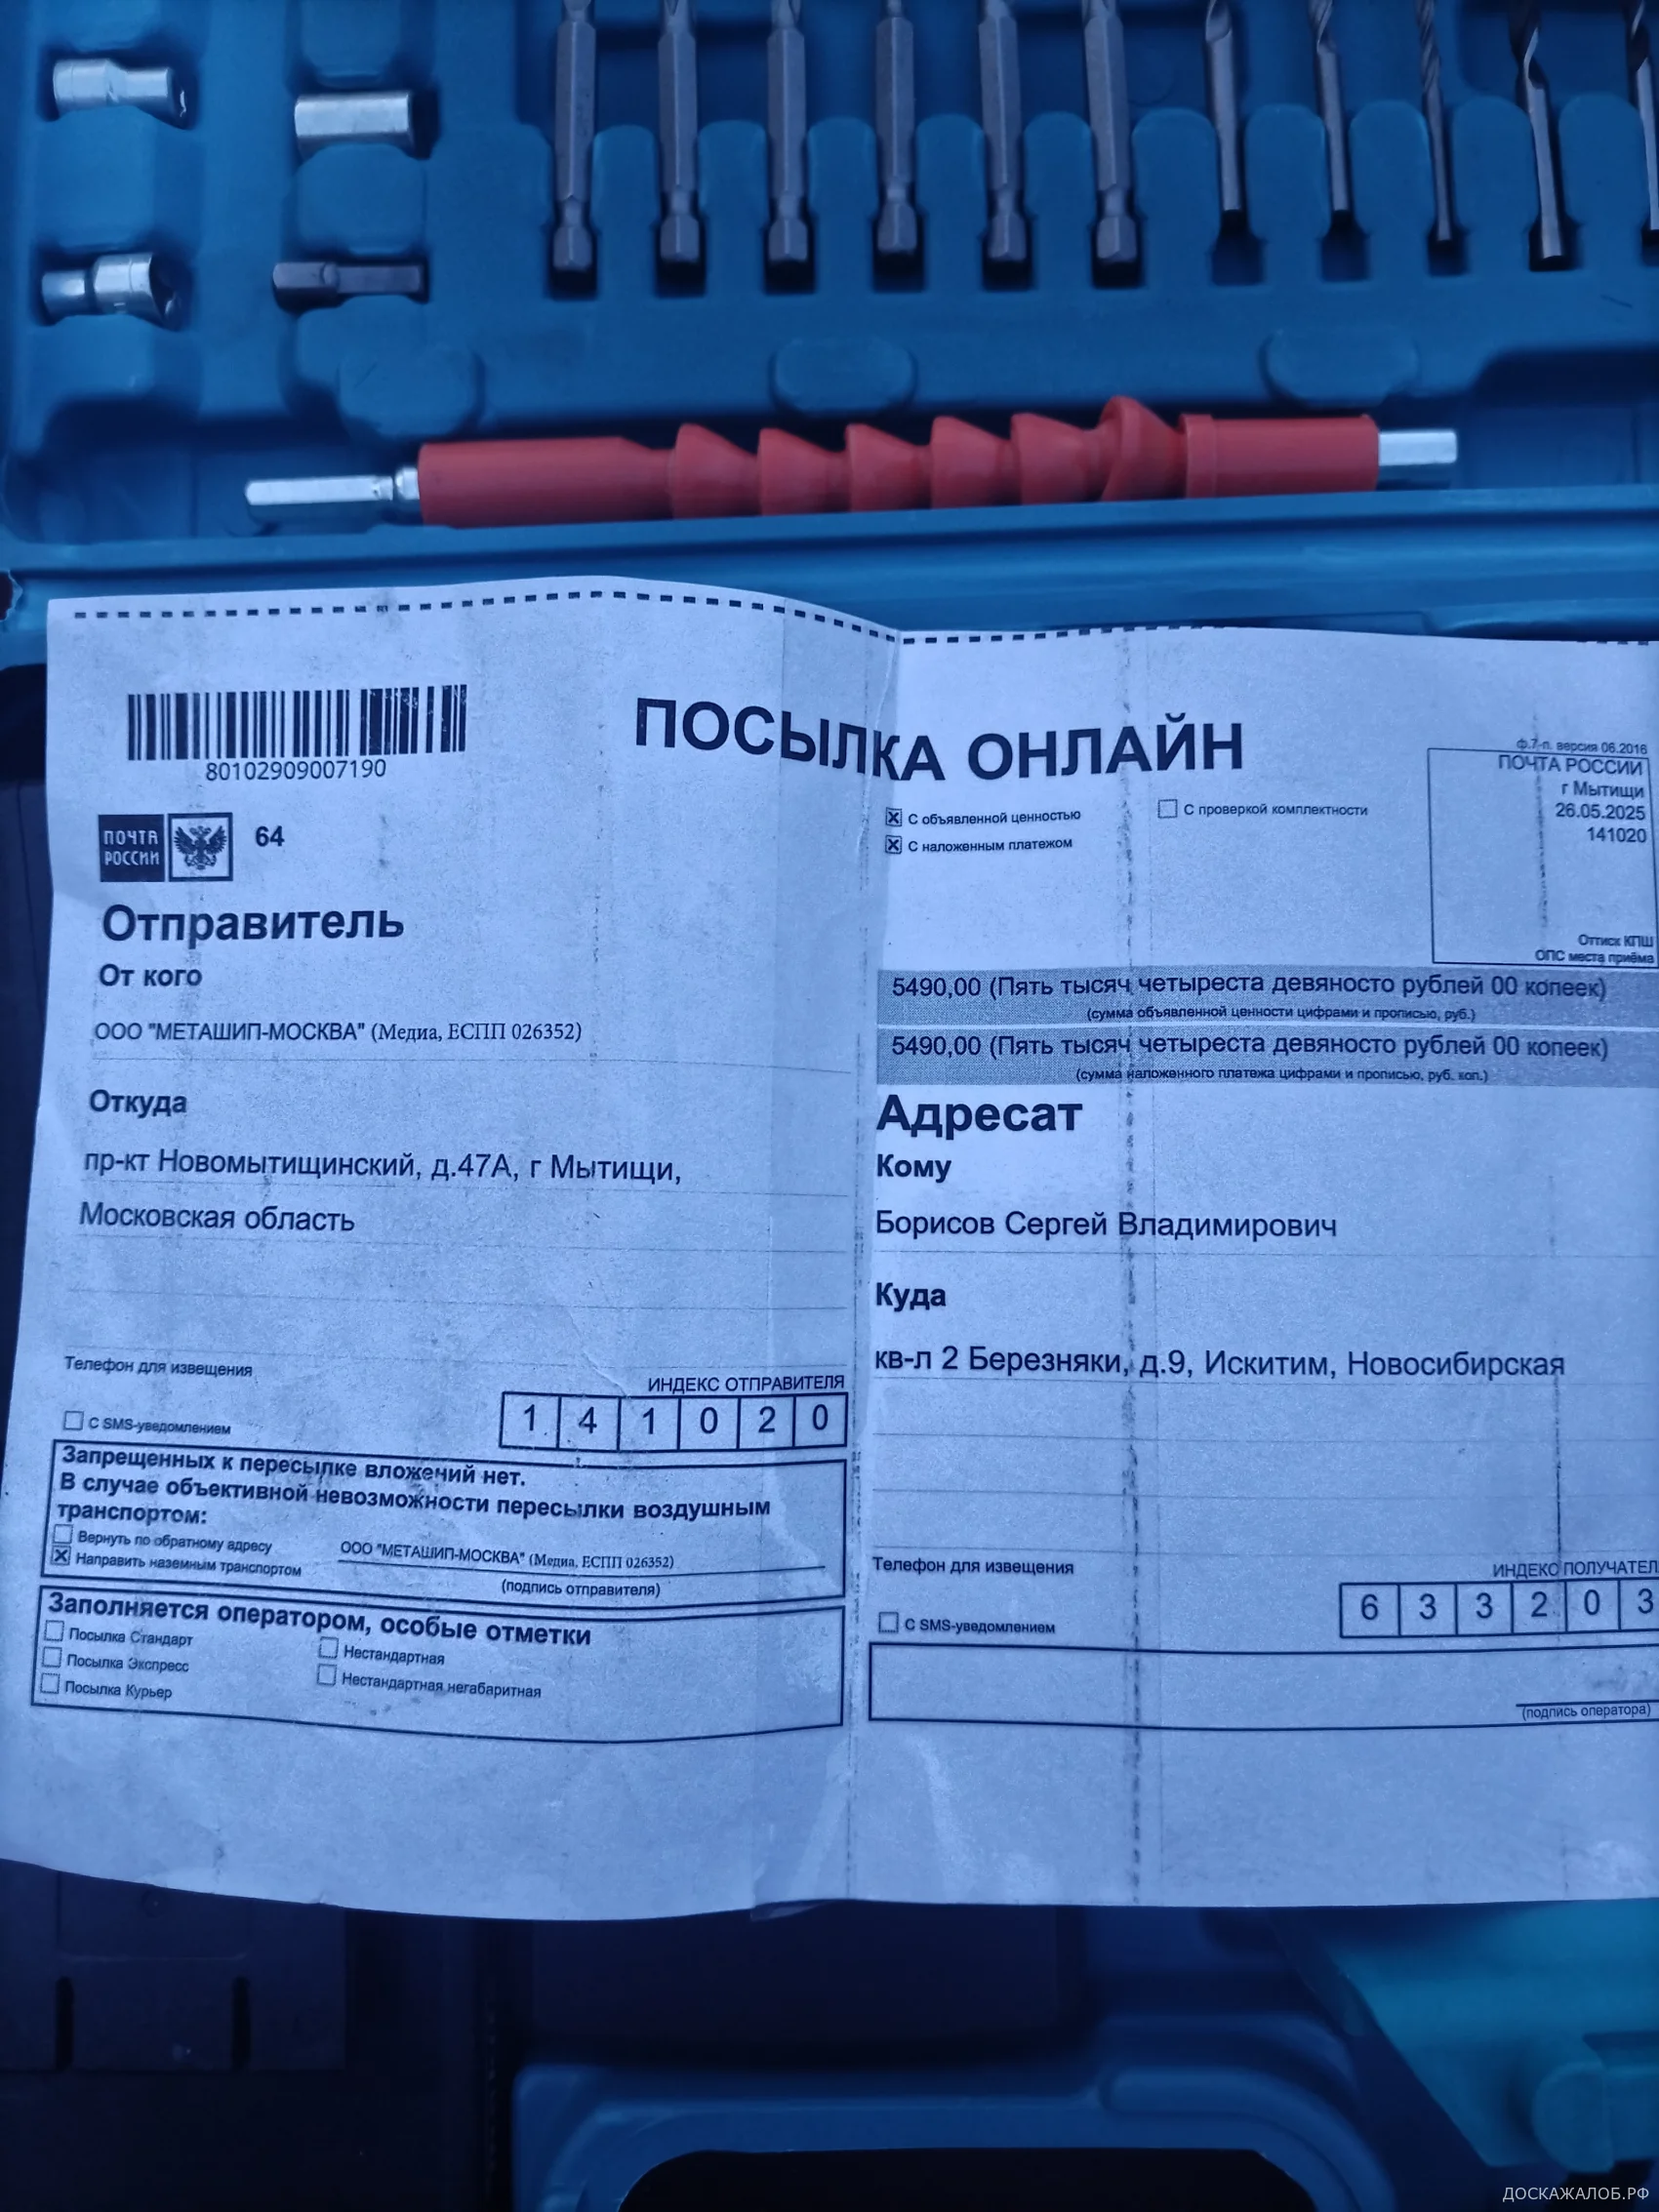 80102909007190
ПОСЫЛКА ОНЛАЙН
ф.7-п. версия 06.2016
ПОЧТА РОССИИ
г Мытищи
26.05.2025
141020
Оттиск КПШ
ОПС места приёма
С объявленной ценностью
С проверкой комплектности
С наложенным платежом
ПОЧТА
РОССИИ
64
Отправитель
От кого
ООО "МЕТАШИП-МОСКВА" (Медиа, ЕСПП 026352)
Откуда
пр-кт Новомытищинский, д.47А, г Мытищи,
Московская область
Телефон для извещения
ИНДЕКС ОТПРАВИТЕЛЯ
С SMS-уведомлением
141020
Запрещенных к пересылке вложений нет.
В случае объективной невозможности пересылки воздушным
транспортом:
Вернуть по обратному адресу
Направить наземным транспортом
ООО "МЕТАШИП-МОСКВА" (Медиа, ЕСПП 026352)
(подпись отправителя)
Заполняется оператором, особые отметки
Посылка Стандарт
Нестандартная
Посылка Экспресс
Нестандартная негабаритная
Посылка Курьер
5490,00 (Пять тысяч четыреста девяносто рублей 00 копеек)
(сумма объявленной ценности цифрами и прописью, руб.)
5490,00 (Пять тысяч четыреста девяносто рублей 00 копеек)
(сумма наложенного платежа цифрами и прописью, руб. коп.)
Адресат
Кому
Борисов Сергей Владимирович
Куда
кв-л 2 Березняки, д.9, Искитим, Новосибирская
Телефон для извещения
ИНДЕКС ПОЛУЧАТЕЛ
С SMS-уведомлением
633203
(подпись оператора)
ДОСКАЖАЛОБ.РФ